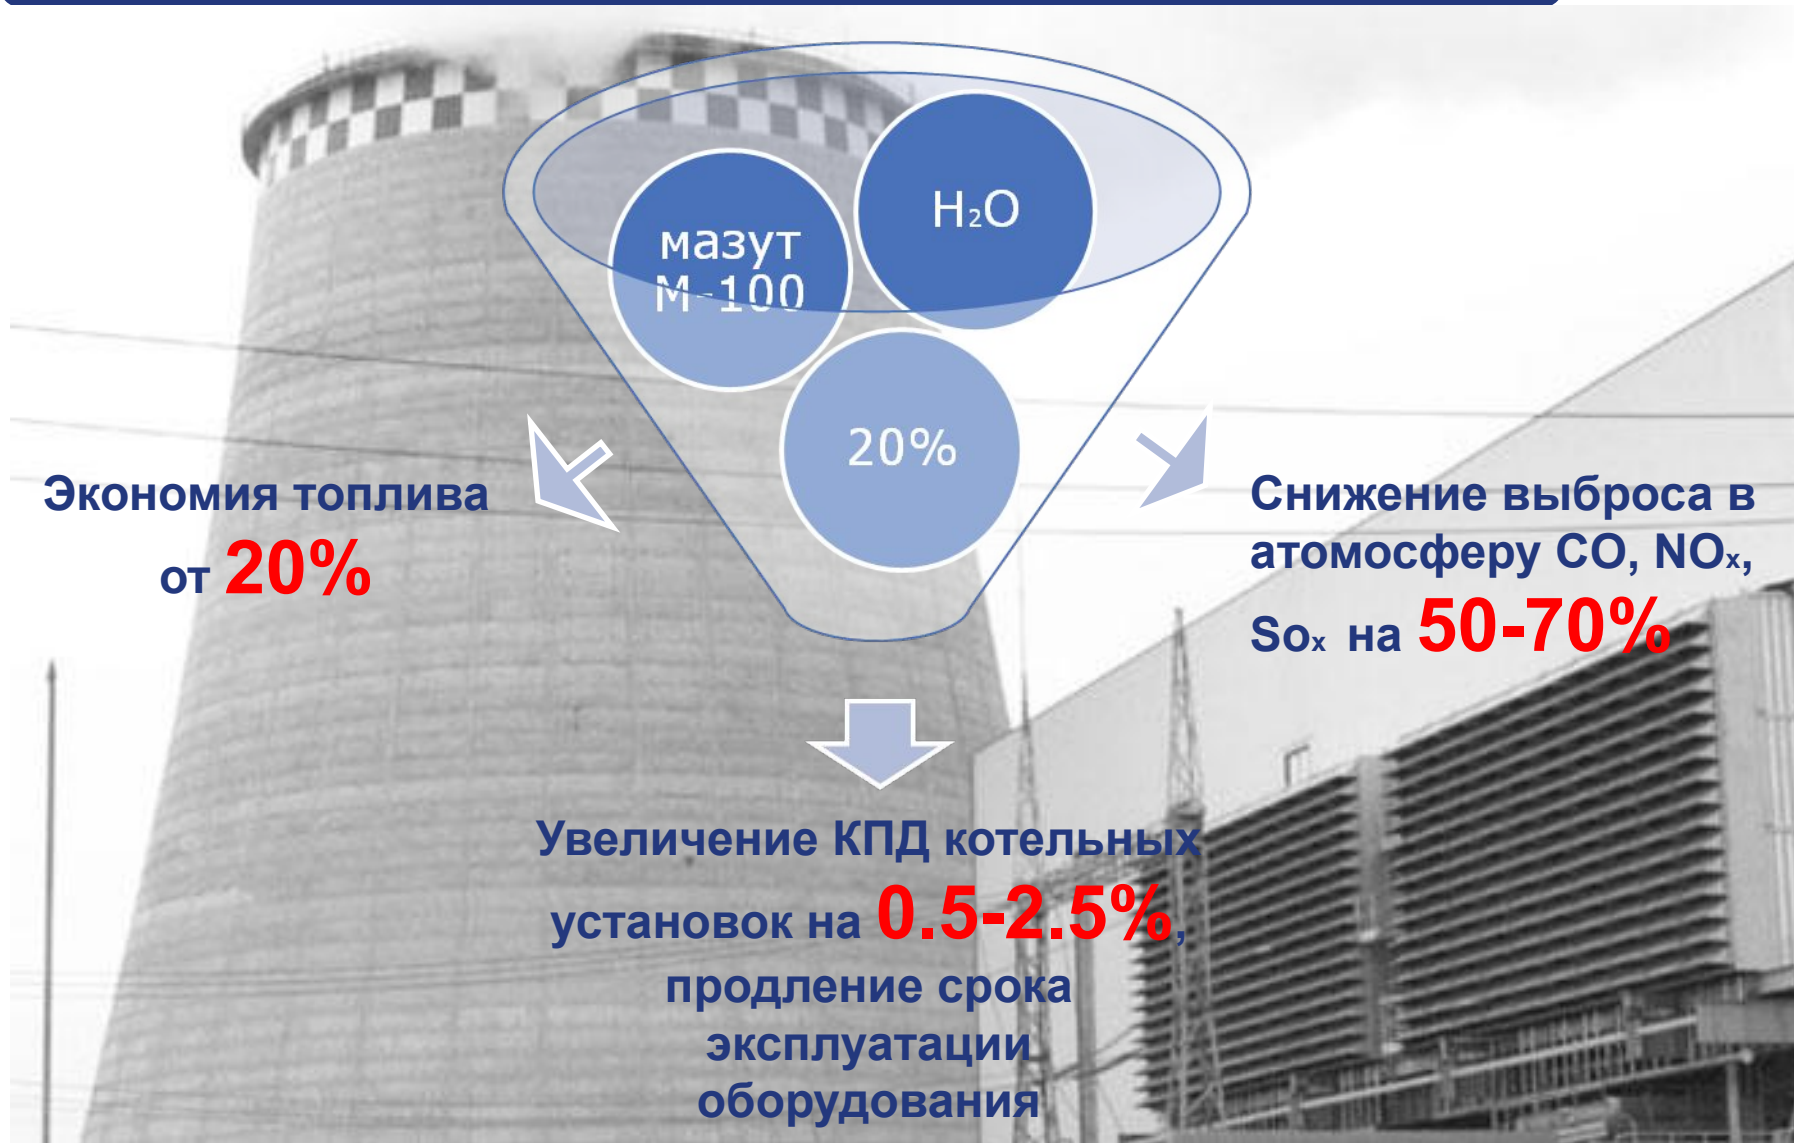 мазут
М-100
H₂O
20%
Экономия топлива
от 20%
Снижение выброса в
атомосферу СО, NOₓ,
Soₓ на 50-70%
Увеличение КПД котельных
установок на 0.5-2.5%,
продление срока
эксплуатации
оборудования